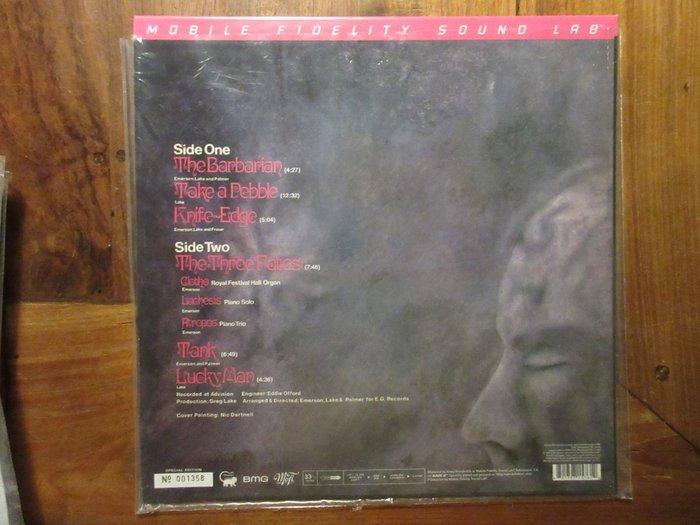 MOBILE FIDELITY SOUND LAB
Side One
The Barbarian (4:27)
Emerson, Lake and Palmer
Take a Pebble (12:32)
Lake
Knife-Edge (5:04)
Emerson, Lake and Fraser
Side Two
The Three Fates (7:46)
Clotho Royal Festival Hall Organ
Emerson
Lachesis Piano Solo
Emerson
Atropos Piano Trio
Emerson
Tank (6:49)
Emerson and Palmer
Lucky Man (4:36)
Lake
Recorded at Advision Engineer Eddie Offord
Production: Greg Lake Arranged & Directed: Emerson, Lake & Palmer for E.G. Records
Cover Painting: Nic Dartnell
SPECIAL EDITION
Nº 001358
BMG
MoFi
33